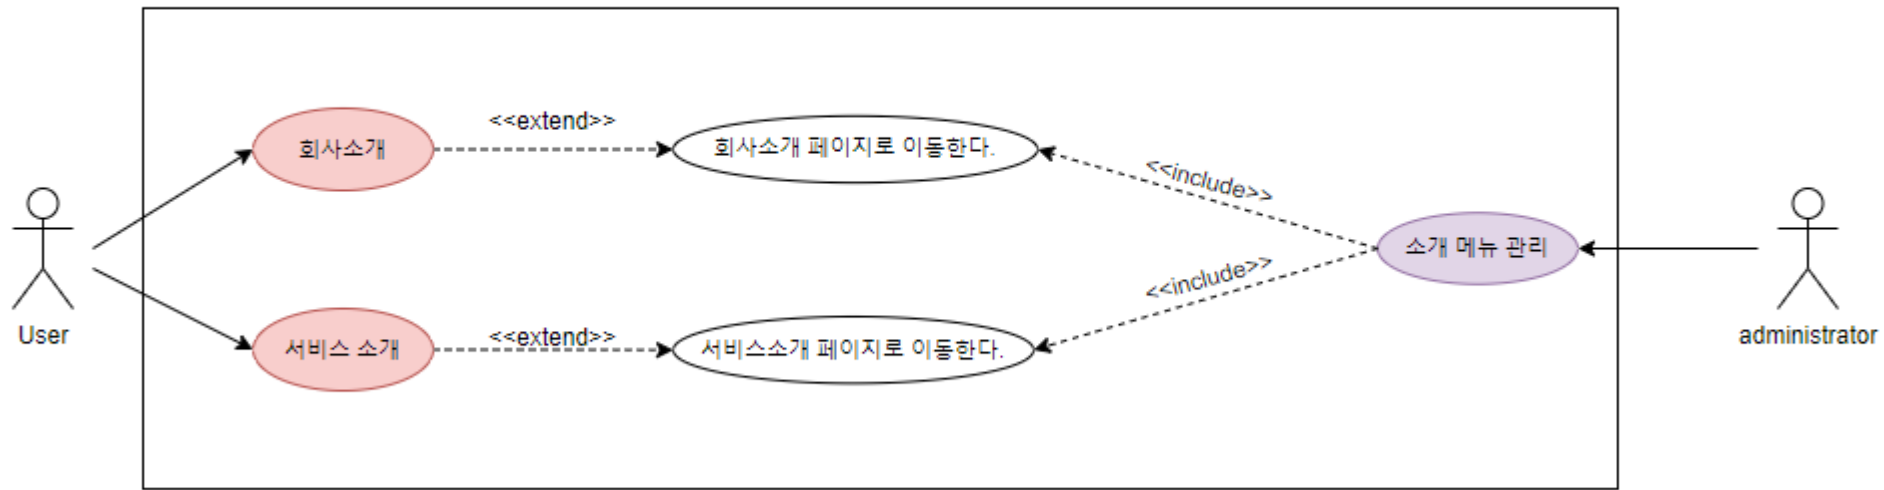 <<extend>>
회사소개
회사소개 페이지로 이동한다.
<<include>>
소개 메뉴 관리
<<include>>
User
<<extend>>
서비스 소개
서비스소개 페이지로 이동한다.
administrator